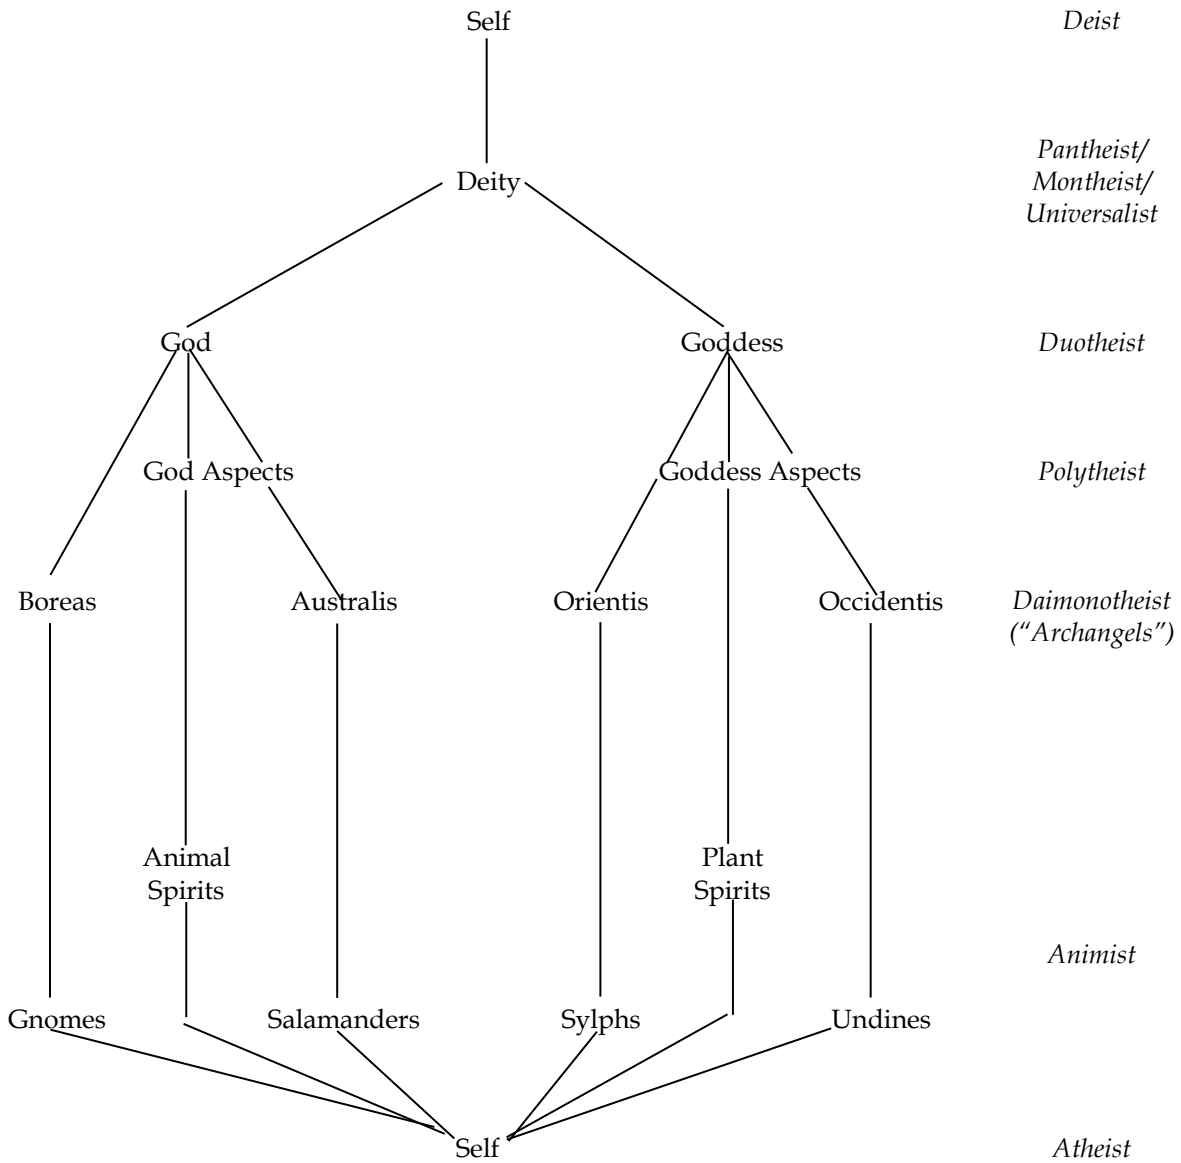 Self
Deist
Pantheist/
Montheist/
Universalist
Deity
God
Goddess
Duotheist
God Aspects
Goddess Aspects
Polytheist
Boreas
Australis
Orientis
Occidentis
Daimonotheist
(“Archangels”)
Animal
Spirits
Plant
Spirits
Animist
Gnomes
Salamanders
Sylphs
Undines
Self
Atheist